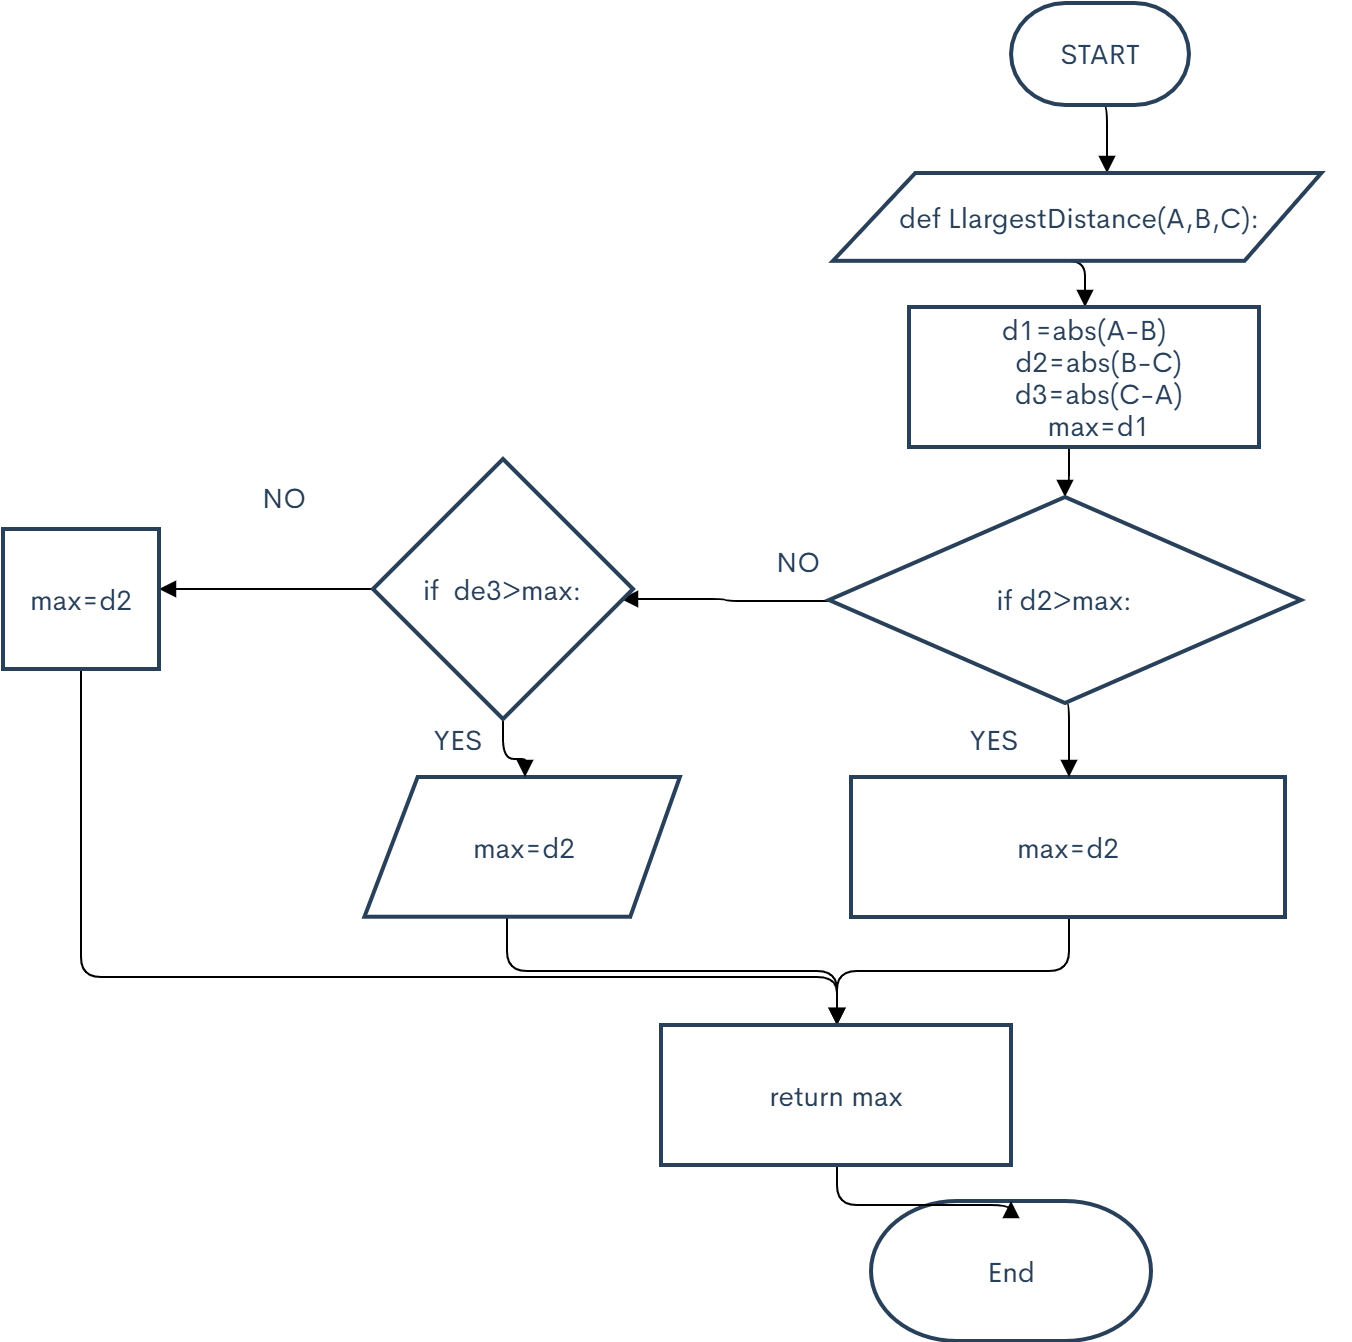 START
def LlargestDistance(A,B,C):
d1=abs(A-B)
d2=abs(B-C)
d3=abs(C-A)
max=d1
NO
NO
if de3>max:
max=d2
if d2>max:
YES
YES
max=d2
max=d2
return max
End